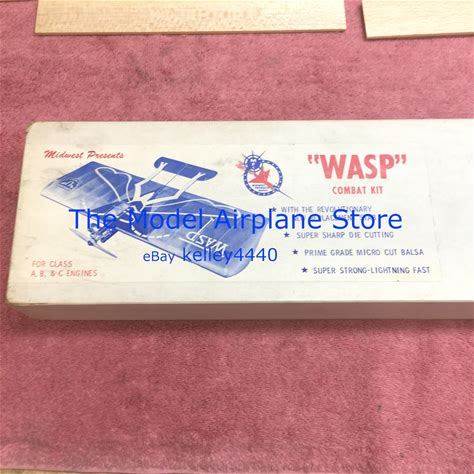 Midwest Presents
"WASP"
COMBAT KIT
★ WITH THE REVOLUTIONARY
The Model Airplane Store
★ SUPER SHARP DIE CUTTING
eBay kelley4440
★ PRIME GRADE MICRO CUT BALSA
FOR CLASS
A, B, & C ENGINES
★ SUPER STRONG-LIGHTNING FAST
WASP